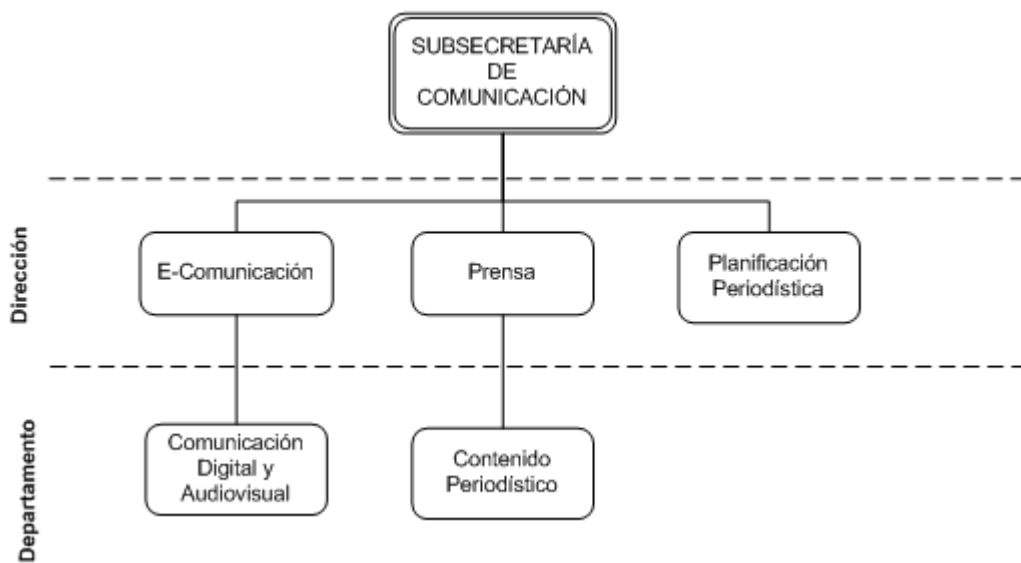 SUBSECRETARÍA
DE
COMUNICACIÓN
Dirección
E-Comunicación
Prensa
Planificación
Periodística
Departamento
Comunicación
Digital y
Audiovisual
Contenido
Periodístico